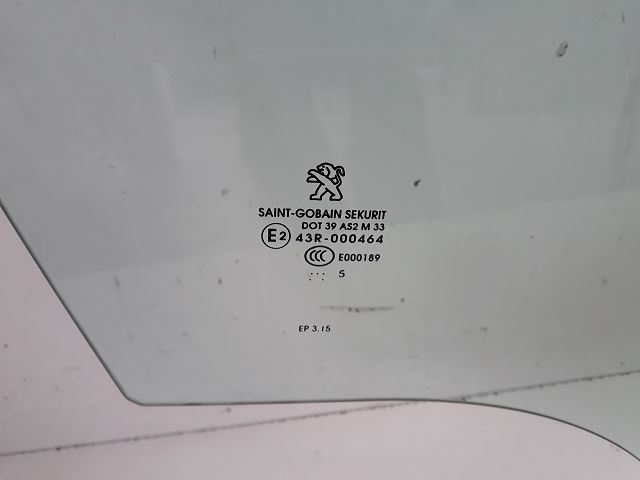 SAINT-GOBAIN SEKURIT
DOT 39 AS2 M 33
E2 43R-000464
CCC E000189
5
EP 3.15